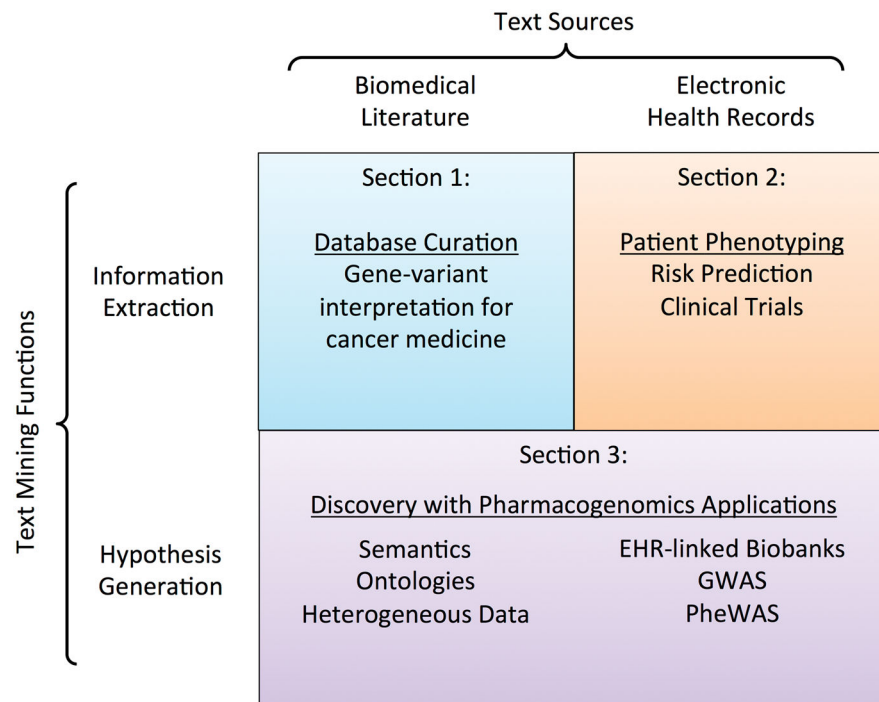 Text Sources
Biomedical
Literature
Electronic
Health Records
Text Mining Functions
Information
Extraction
Section 1:
Database Curation
Gene-variant
interpretation for
cancer medicine
Section 2:
Patient Phenotyping
Risk Prediction
Clinical Trials
Hypothesis
Generation
Section 3:
Discovery with Pharmacogenomics Applications
Semantics
Ontologies
Heterogeneous Data
EHR-linked Biobanks
GWAS
PheWAS